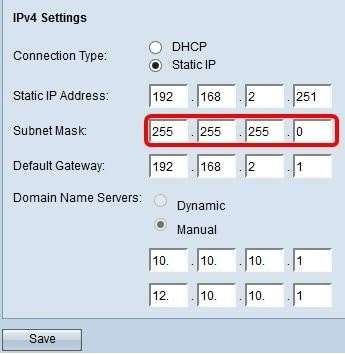 IPv4 Settings
Connection Type: DHCP
Static IP
Static IP Address: 192 . 168 . 2 . 251
Subnet Mask: 255 . 255 . 255 . 0
Default Gateway: 192 . 168 . 2 . 1
Domain Name Servers: Dynamic
Manual
10. . 10. . 10. . 1
12. . 10. . 10. . 1
Save